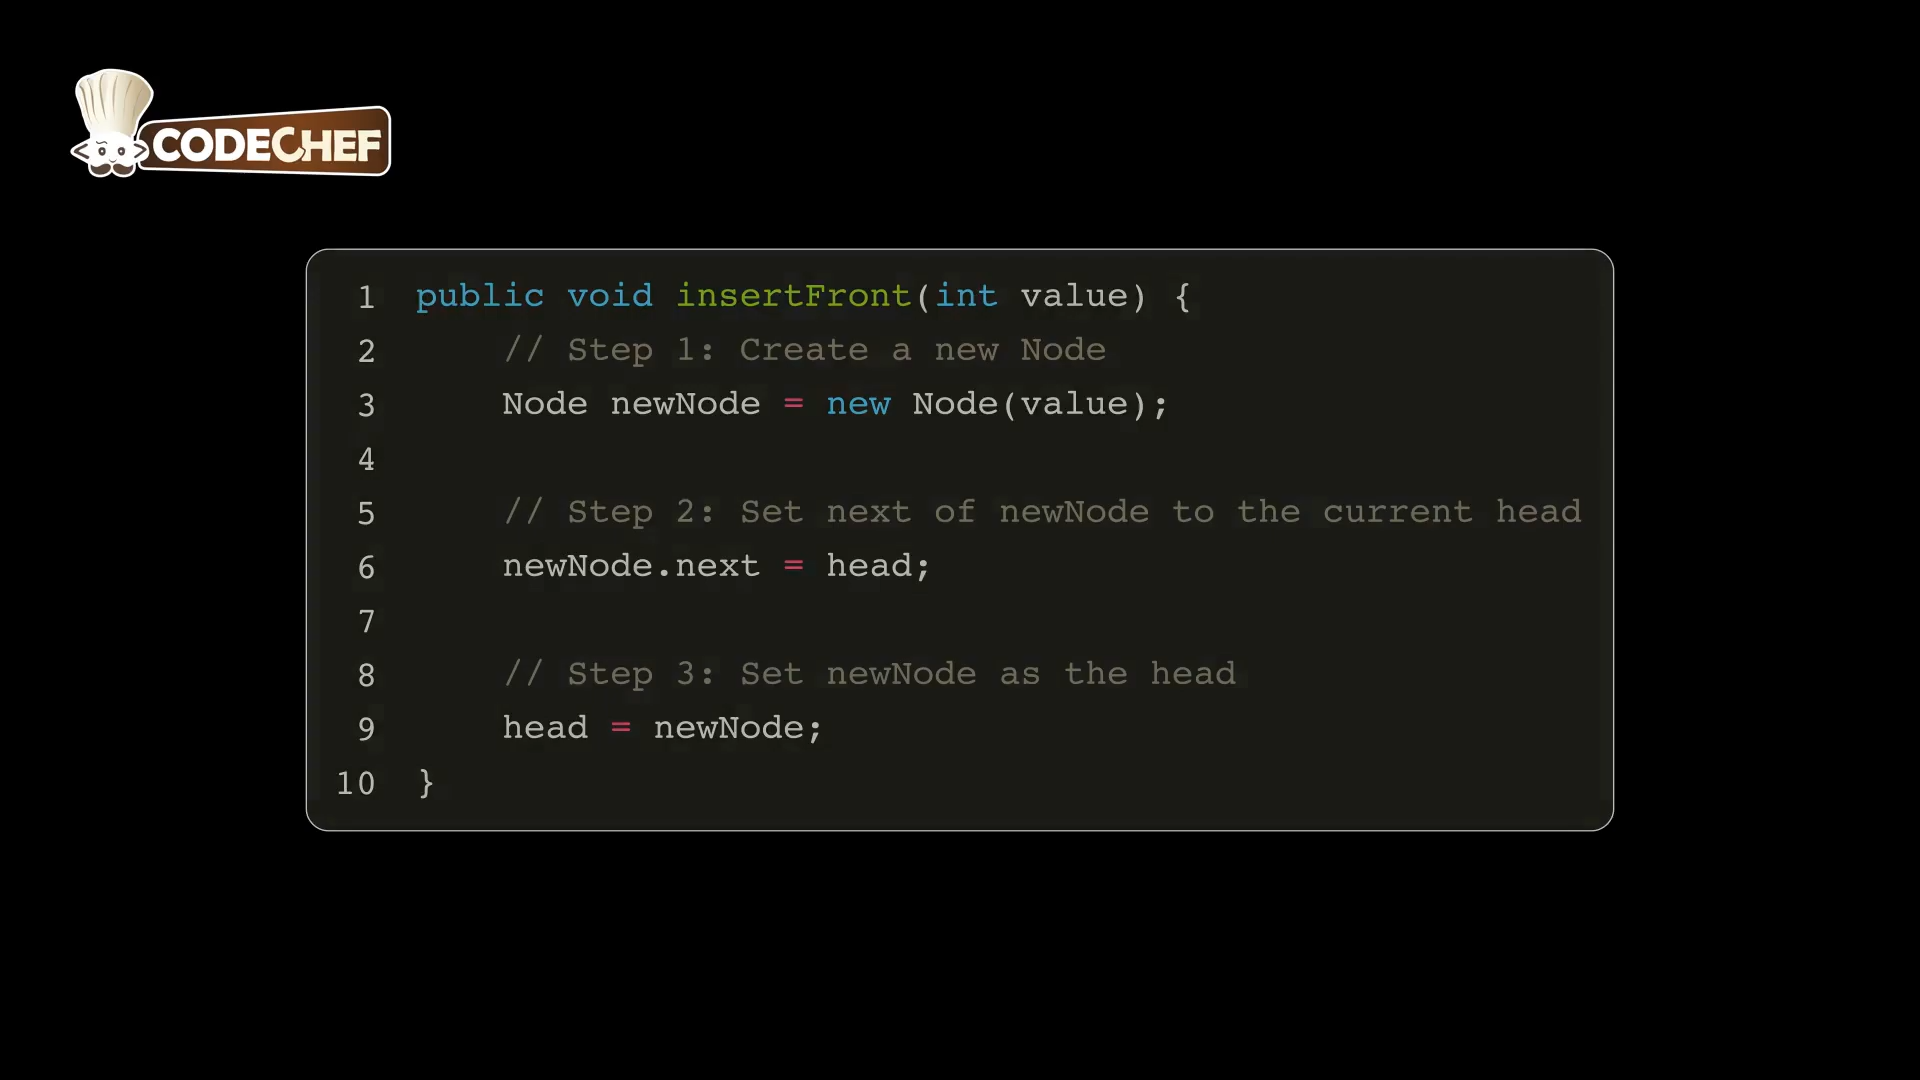 CODECHEF
1 public void insertFront(int value) {
2 // Step 1: Create a new Node
3 Node newNode = new Node(value);
4
5 // Step 2: Set next of newNode to the current head
6 newNode.next = head;
7
8 // Step 3: Set newNode as the head
9 head = newNode;
10 }